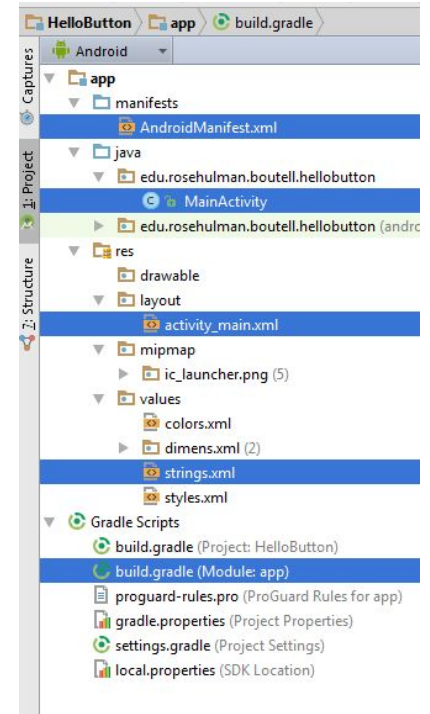 HelloButton app build.gradle
Android
Captures
1: Project
7: Structure
app
manifests
AndroidManifest.xml
java
edu.rosehulman.boutell.hellobutton
MainActivity
edu.rosehulman.boutell.hellobutton (andro
res
drawable
layout
activity_main.xml
mipmap
ic_launcher.png (5)
values
colors.xml
dimens.xml (2)
strings.xml
styles.xml
Gradle Scripts
build.gradle (Project: HelloButton)
build.gradle (Module: app)
proguard-rules.pro (ProGuard Rules for app)
gradle.properties (Project Properties)
settings.gradle (Project Settings)
local.properties (SDK Location)